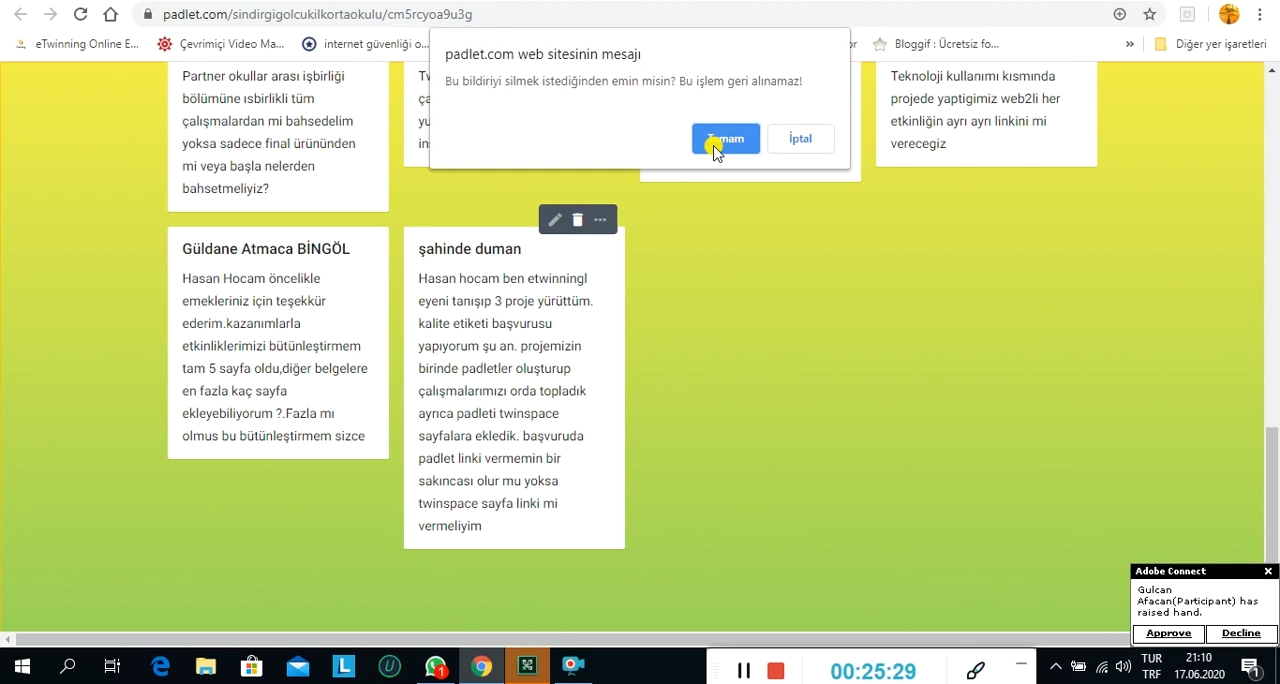 padlet.com/sindirgigolcukilkortaokulu/cm5rcyoa9u3g
eTwinning Online E...
Çevrimiçi Video Ma...
internet güvenliği o...
or
Bloggif : Ücretsiz fo...
»
Diğer yer işaretleri
padlet.com web sitesinin mesajı
Bu bildiriyi silmek istediğinden emin misin? Bu işlem geri alınamaz!
Tamam
İptal
Partner okullar arası işbirliği
bölümüne ısbirlikli tüm
çalışmalardan mi bahsedelim
yoksa sadece final ürününden
mi veya başla nelerden
bahsetmeliyiz?
Teknoloji kullanımı kısmında
projede yaptigimiz web2li her
etkinliğin ayrı ayrı linkini mi
verecegiz
Güldane Atmaca BİNGÖL
Hasan Hocam öncelikle
emekleriniz için teşekkür
ederim.kazanımlarla
etkinliklerimizi bütünleştirmem
tam 5 sayfa oldu,diğer belgelere
en fazla kaç sayfa
ekleyebiliyorum ?.Fazla mı
olmus bu bütünleştirmem sizce
şahinde duman
Hasan hocam ben etwinningl
eyeni tanışıp 3 proje yürüttüm.
kalite etiketi başvurusu
yapıyorum şu an. projemizin
birinde padletler oluşturup
çalışmalarımızı orda topladık
ayrıca padleti twinspace
sayfalara ekledik. başvuruda
padlet linki vermemin bir
sakıncası olur mu yoksa
twinspace sayfa linki mi
vermeliyim
Adobe Connect
Gulcan
Afacan(Participant) has
raised hand.
Approve
Decline
00:25:29
TUR
TRF
21:10
17.06.2020